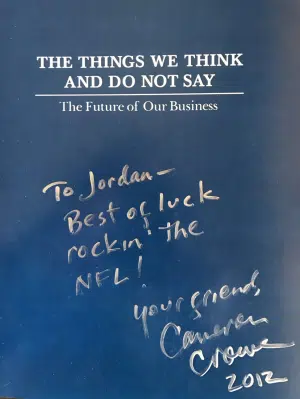 THE THINGS WE THINK
AND DO NOT SAY
The Future of Our Business
To Jordan-
Best of luck
rockin' the
NFL!
your friend,
Cameron
Crowe
2012